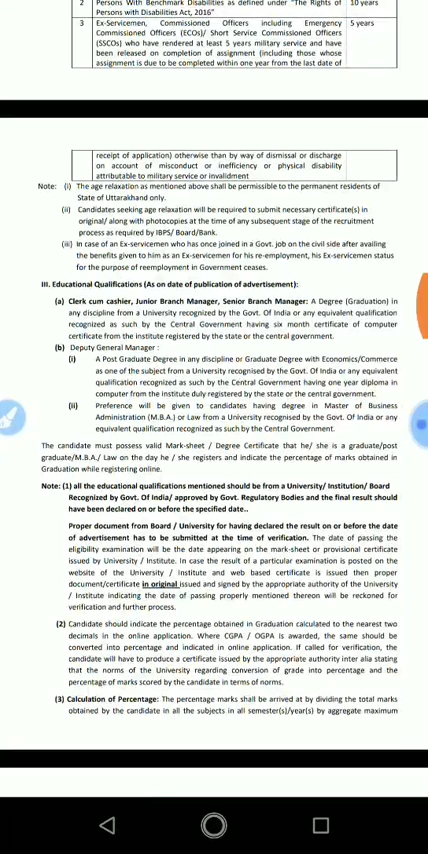 2 Persons With Benchmark Disabilities as defined under "The Rights of 10 years
Persons with Disabilities Act, 2016"
3 Ex-Servicemen, Commissioned Officers including Emergency 5 years
Commissioned Officers (ECOs)/ Short Service Commissioned Officers
(SSCOs) who have rendered at least 5 years military service and have
been released on completion of assignment (including those whose
assignment is due to be completed within one year from the last date of
receipt of application) otherwise than by way of dismissal or discharge
on account of misconduct or inefficiency or physical disability
attributable to military service or invalidment
Note: (i) The age relaxation as mentioned above shall be permissible to the permanent residents of
State of Uttarakhand only.
(ii) Candidates seeking age relaxation will be required to submit necessary certificate(s) in
original/ along with photocopies at the time of any subsequent stage of the recruitment
process as required by IBPS/ Board/Bank.
(iii) In case of an Ex-servicemen who has once joined in a Govt. job on the civil side after availing
the benefits given to him as an Ex-servicemen for his re-employment, his Ex-servicemen status
for the purpose of reemployment in Government ceases.
III. Educational Qualifications (As on date of publication of advertisement):
(a) Clerk cum cashier, Junior Branch Manager, Senior Branch Manager: A Degree (Graduation) in
any discipline from a University recognized by the Govt. Of India or any equivalent qualification
recognized as such by the Central Government having six month certificate of computer
certificate from the institute registered by the state or the central government.
(b) Deputy General Manager :
(i) A Post Graduate Degree in any discipline or Graduate Degree with Economics/Commerce
as one of the subject from a University recognised by the Govt. Of India or any equivalent
qualification recognized as such by the Central Government having one year diploma in
computer from the institute duly registered by the state or the central government.
(ii) Preference will be given to candidates having degree in Master of Business
Administration (M.B.A.) or Law from a University recognised by the Govt. Of India or any
equivalent qualification recognized as such by the Central Government.
The candidate must possess valid Mark-sheet / Degree Certificate that he/ she is a graduate/post
graduate/M.B.A./ Law on the day he / she registers and indicate the percentage of marks obtained in
Graduation while registering online.
Note: (1) all the educational qualifications mentioned should be from a University/ Institution/ Board
Recognized by Govt. Of India/ approved by Govt. Regulatory Bodies and the final result should
have been declared on or before the specified date..
Proper document from Board / University for having declared the result on or before the date
of advertisement has to be submitted at the time of verification. The date of passing the
eligibility examination will be the date appearing on the mark-sheet or provisional certificate
issued by University / Institute. In case the result of a particular examination is posted on the
website of the University / Institute and web based certificate is issued then proper
document/certificate in original issued and signed by the appropriate authority of the University
/ Institute indicating the date of passing properly mentioned thereon will be reckoned for
verification and further process.
(2) Candidate should indicate the percentage obtained in Graduation calculated to the nearest two
decimals in the online application. Where CGPA / OGPA is awarded, the same should be
converted into percentage and indicated in online application. If called for verification, the
candidate will have to produce a certificate issued by the appropriate authority inter alia stating
that the norms of the University regarding conversion of grade into percentage and the
percentage of marks scored by the candidate in terms of norms.
(3) Calculation of Percentage: The percentage marks shall be arrived at by dividing the total marks
obtained by the candidate in all the subjects in all semester(s)/year(s) by aggregate maximum